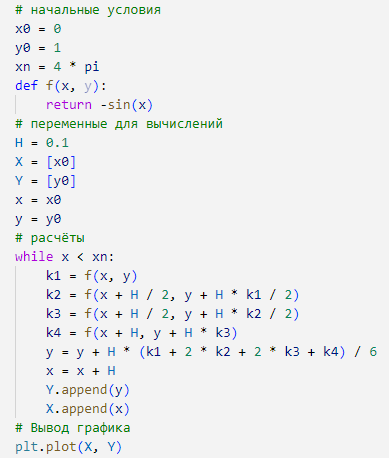 # начальные условия
x0 = 0
y0 = 1
xn = 4 * pi
def f(x, y):
    return -sin(x)
# переменные для вычислений
H = 0.1
X = [x0]
Y = [y0]
x = x0
y = y0
# расчёты
while x < xn:
    k1 = f(x, y)
    k2 = f(x + H / 2, y + H * k1 / 2)
    k3 = f(x + H / 2, y + H * k2 / 2)
    k4 = f(x + H, y + H * k3)
    y = y + H * (k1 + 2 * k2 + 2 * k3 + k4) / 6
    x = x + H
    Y.append(y)
    X.append(x)
# Вывод графика
plt.plot(X, Y)